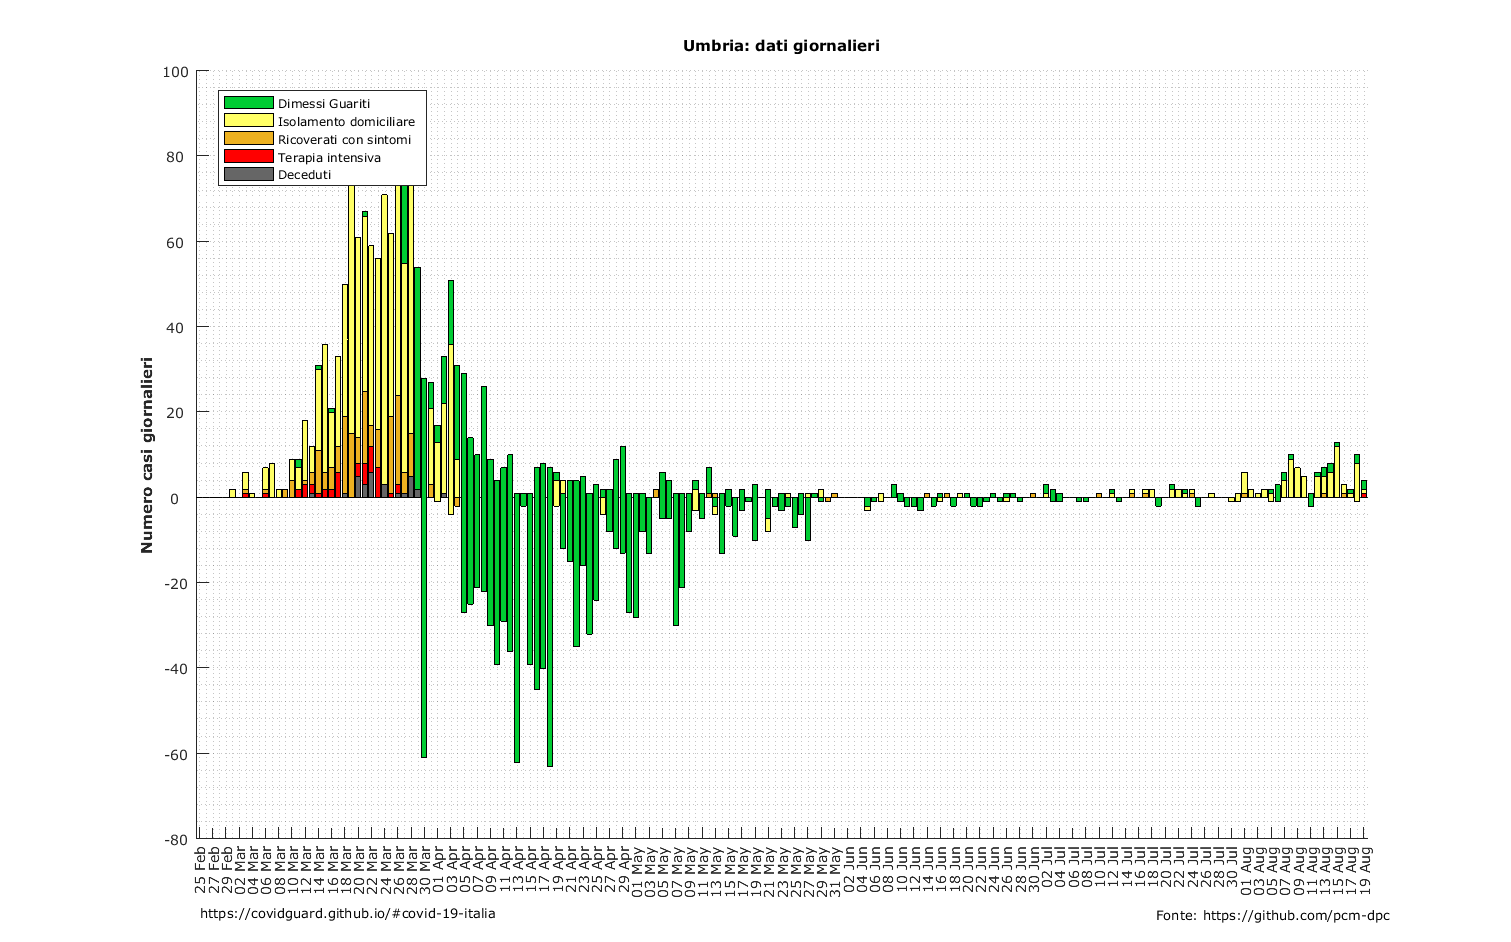 Umbria: dati giornalieri
100
80
60
40
20
0
-20
-40
-60
-80
Numero casi giornalieri
Dimessi Guariti
Isolamento domiciliare
Ricoverati con sintomi
Terapia intensiva
Deceduti
25 Feb
27 Feb
29 Feb
02 Mar
04 Mar
06 Mar
08 Mar
10 Mar
12 Mar
14 Mar
16 Mar
18 Mar
20 Mar
22 Mar
24 Mar
26 Mar
28 Mar
30 Mar
01 Apr
03 Apr
05 Apr
07 Apr
09 Apr
11 Apr
13 Apr
15 Apr
17 Apr
19 Apr
21 Apr
23 Apr
25 Apr
27 Apr
29 Apr
01 May
03 May
05 May
07 May
09 May
11 May
13 May
15 May
17 May
19 May
21 May
23 May
25 May
27 May
29 May
31 May
02 Jun
04 Jun
06 Jun
08 Jun
10 Jun
12 Jun
14 Jun
16 Jun
18 Jun
20 Jun
22 Jun
24 Jun
26 Jun
28 Jun
30 Jun
02 Jul
04 Jul
06 Jul
08 Jul
10 Jul
12 Jul
14 Jul
16 Jul
18 Jul
20 Jul
22 Jul
24 Jul
26 Jul
28 Jul
30 Jul
01 Aug
03 Aug
05 Aug
07 Aug
09 Aug
11 Aug
13 Aug
15 Aug
17 Aug
19 Aug
https://covidguard.github.io/#covid-19-italia
Fonte: https://github.com/pcm-dpc